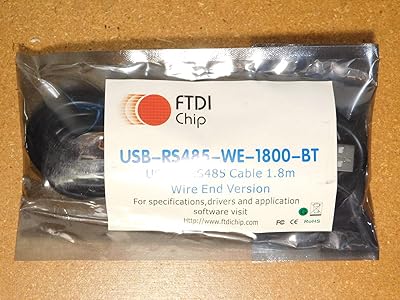 FTDI
Chip
USB-RS485-WE-1800-BT
RS485 Cable 1.8m
Wire End Version
For specifications,drivers and application
software visit
Http://www.ftdichip.com
FC CE RoHS